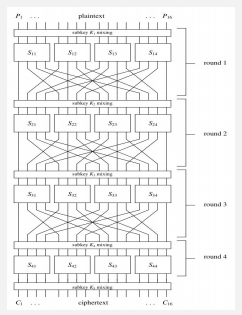 P₁ ... plaintext ... P₁₆
subkey K₁ mixing
S₁₁ S₁₂ S₁₃ S₁₄
round 1
subkey K₂ mixing
S₂₁ S₂₂ S₂₃ S₂₄
round 2
subkey K₃ mixing
S₃₁ S₃₂ S₃₃ S₃₄
round 3
subkey K₄ mixing
S₄₁ S₄₂ S₄₃ S₄₄
round 4
subkey K₅ mixing
C₁ ... ciphertext ... C₁₆